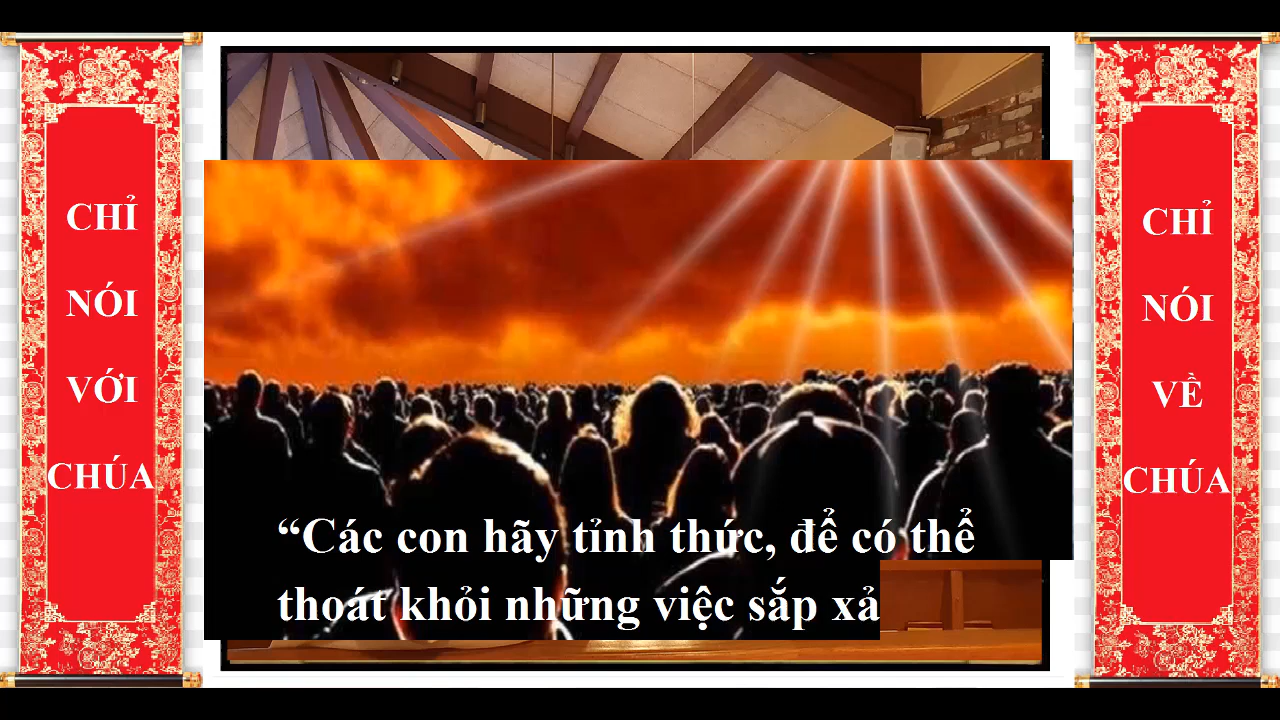 CHỈ
NÓI
VỚI
CHÚA
“Các con hãy tỉnh thức, để có thể
thoát khỏi những việc sắp xả
CHỈ
NÓI
VỀ
CHÚA